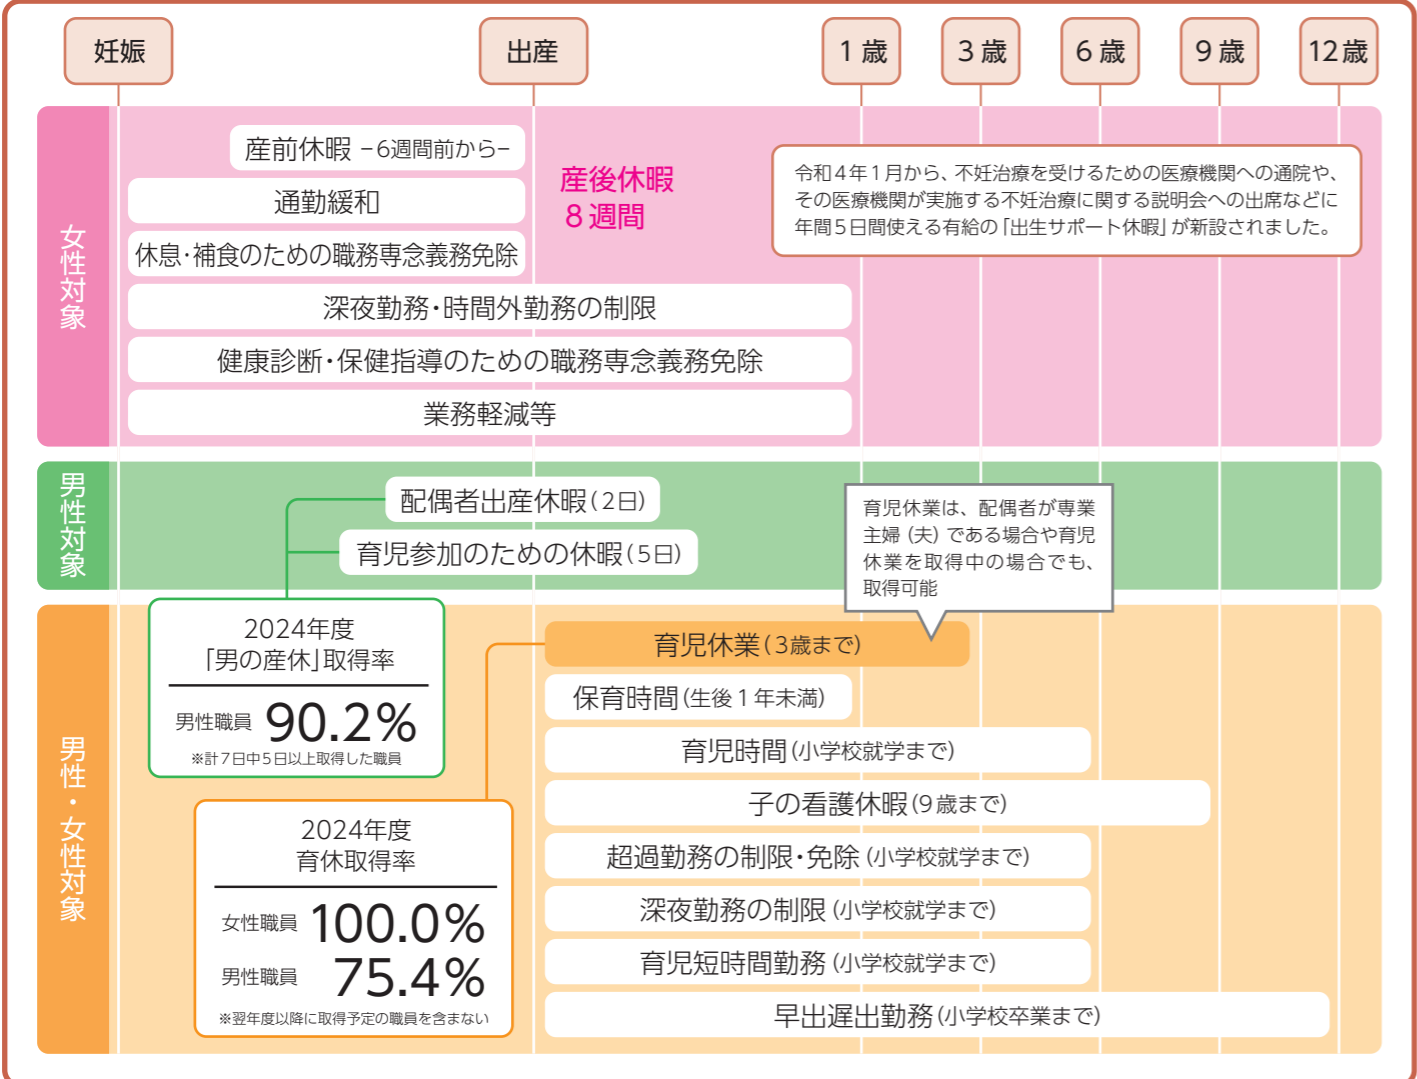 妊娠
出産
1歳
3歳
6歳
9歳
12歳
女性対象
産前休暇 −6週間前から−
通勤緩和
休息・補食のための職務専念義務免除
産後休暇
8週間
令和4年1月から、不妊治療を受けるための医療機関への通院や、
その医療機関が実施する不妊治療に関する説明会への出席などに
年間5日間使える有給の「出生サポート休暇」が新設されました。
深夜勤務・時間外勤務の制限
健康診断・保健指導のための職務専念義務免除
業務軽減等
男性対象
配偶者出産休暇(2日)
育児参加のための休暇(5日)
育児休業は、配偶者が専業
主婦(夫)である場合や育児
休業を取得中の場合でも、
取得可能
2024年度
「男の産休」取得率
男性職員 90.2%
※計7日中5日以上取得した職員
男性・女性対象
育児休業(3歳まで)
保育時間(生後1年未満)
育児時間(小学校就学まで)
子の看護休暇(9歳まで)
超過勤務の制限・免除(小学校就学まで)
深夜勤務の制限(小学校就学まで)
育児短時間勤務(小学校就学まで)
早出遅出勤務(小学校卒業まで)
2024年度
育休取得率
女性職員 100.0%
男性職員 75.4%
※翌年度以降に取得予定の職員を含まない